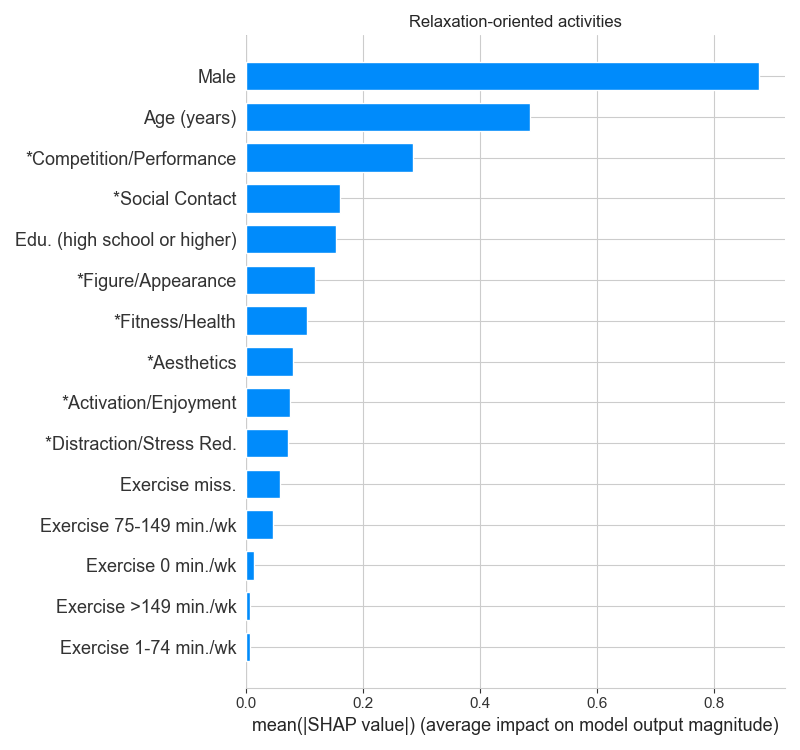 Relaxation-oriented activities
Male
Age (years)
*Competition/Performance
*Social Contact
Edu. (high school or higher)
*Figure/Appearance
*Fitness/Health
*Aesthetics
*Activation/Enjoyment
*Distraction/Stress Red.
Exercise miss.
Exercise 75-149 min./wk
Exercise 0 min./wk
Exercise >149 min./wk
Exercise 1-74 min./wk
0.0 0.2 0.4 0.6 0.8
mean(|SHAP value|) (average impact on model output magnitude)